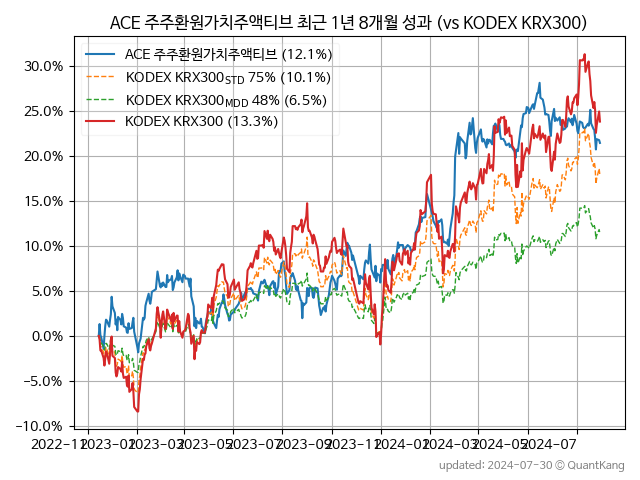 ACE 주주환원가치주액티브 최근 1년 8개월 성과 (vs KODEX KRX300)
ACE 주주환원가치주액티브 (12.1%)
KODEX KRX300STD 75% (10.1%)
KODEX KRX300MDD 48% (6.5%)
KODEX KRX300 (13.3%)
30.0%
25.0%
20.0%
15.0%
10.0%
5.0%
0.0%
−5.0%
−10.0%
2022-11 2023-01 2023-03 2023-05 2023-07 2023-09 2023-11 2024-01 2024-03 2024-05 2024-07
updated: 2024-07-30 © QuantKang